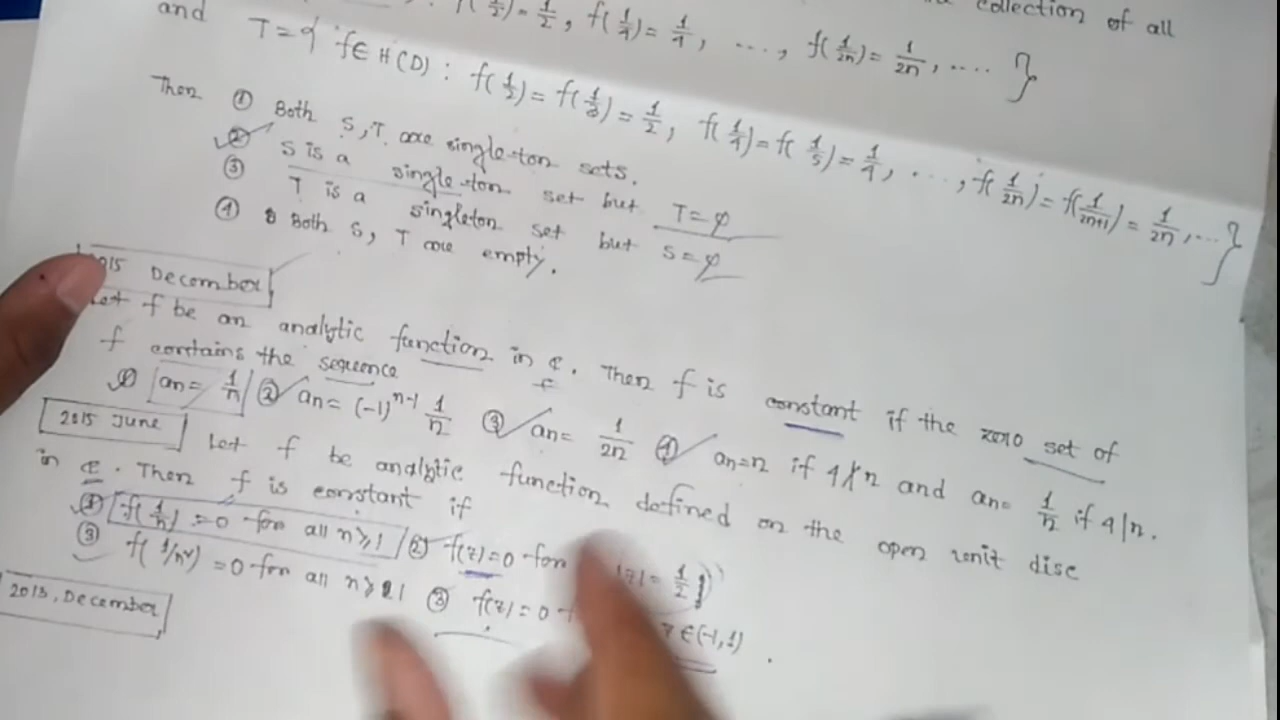 collection of all
f(1/2) = 1/2, f(1/4) = 1/4, ..., f(1/2n) = 1/2n, .... }
and T = { f ∈ H(D) : f(1/2) = f(1/3) = 1/2, f(1/4) = f(1/5) = 1/4, ..., f(1/2n) = f(1/2n+1) = 1/2n, ... }
Then ① Both S, T are singleton sets.
② S is a singleton set but T = φ
③ T is a singleton set but S = φ
④ Both S, T are empty.
2015 December
Let f be an analytic function in ℂ. Then f is constant if the zero set of
f contains the sequence
① an = 1/n ② an = (-1)^n-1 1/n ③ an = 1/2n ④ an = n if 4∤n and an = 1/n if 4|n.
2015 June
Let f be analytic function defined on the open unit disc
in ℂ. Then f is constant if
① f(1/n) = 0 for all n ≥ 1 ② f(z) = 0 for |z| = 1/2
③ f(1/n²) = 0 for all n ≥ 1 ③ f(z) = 0 z ∈ (-1, 1).
2013, December